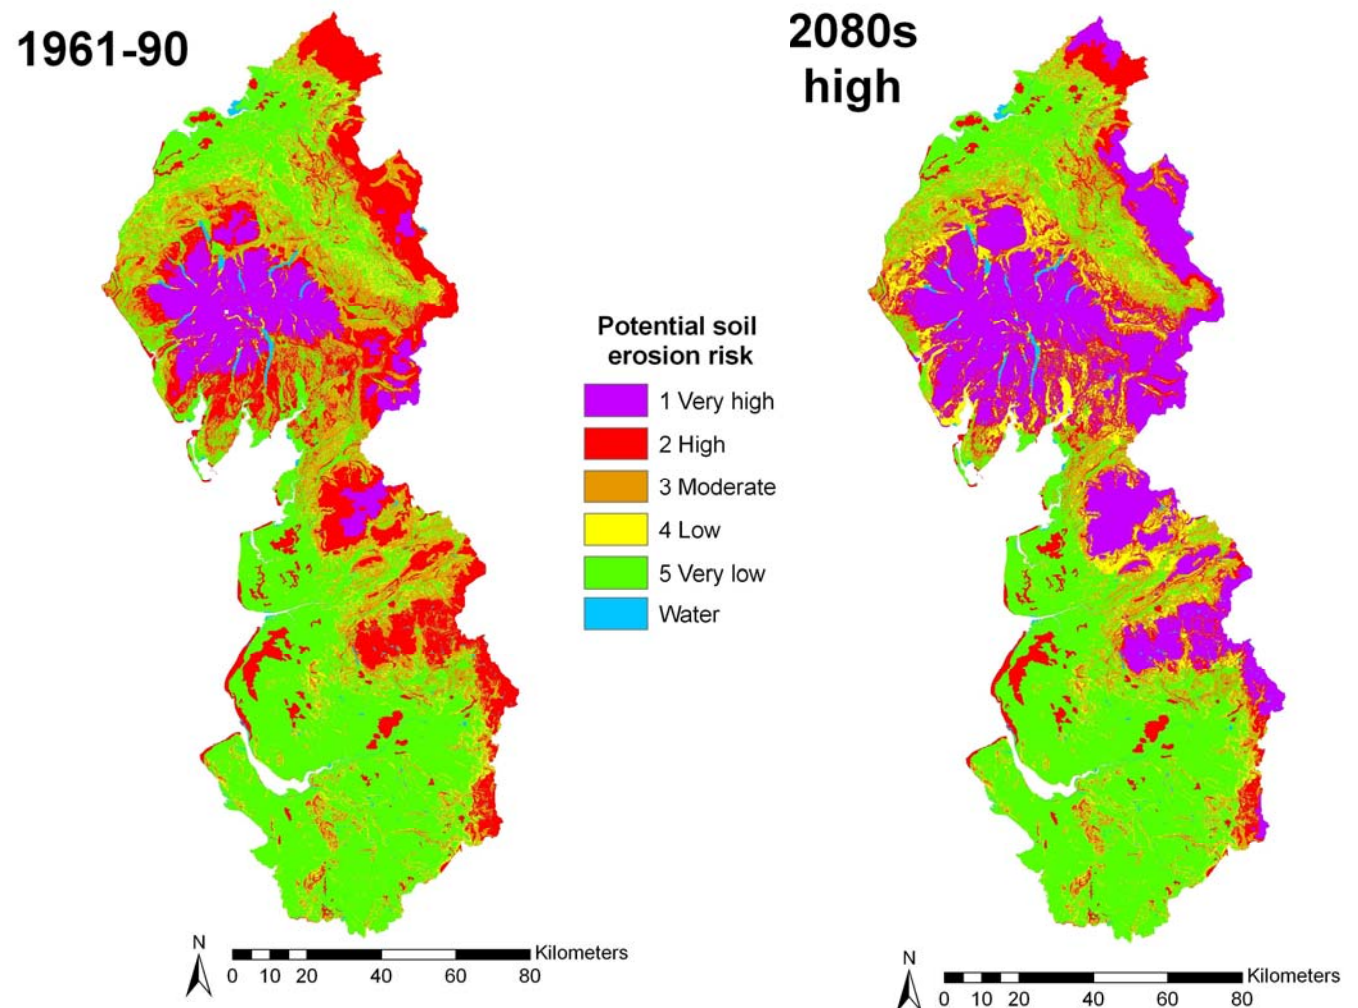 1961-90
2080s
high
Potential soil
erosion risk
1 Very high
2 High
3 Moderate
4 Low
5 Very low
Water
N
Kilometers
0 10 20 40 60 80
N
Kilometers
0 10 20 40 60 80